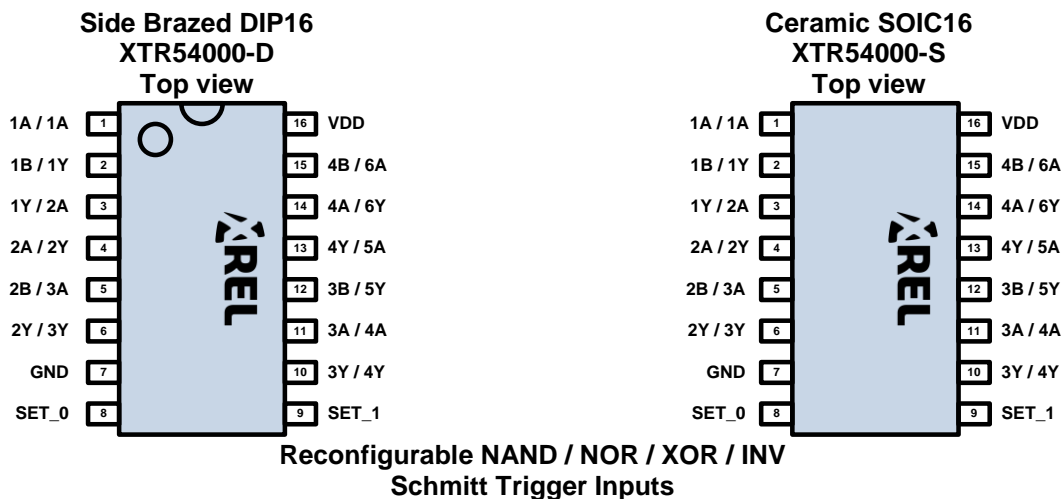 Side Brazed DIP16
XTR54000-D
Top view
1A / 1A 1 16 VDD
1B / 1Y 2 15 4B / 6A
1Y / 2A 3 14 4A / 6Y
2A / 2Y 4 13 4Y / 5A
2B / 3A 5 12 3B / 5Y
2Y / 3Y 6 11 3A / 4A
GND 7 10 3Y / 4Y
SET_0 8 9 SET_1
XREL
Ceramic SOIC16
XTR54000-S
Top view
1A / 1A 1 16 VDD
1B / 1Y 2 15 4B / 6A
1Y / 2A 3 14 4A / 6Y
2A / 2Y 4 13 4Y / 5A
2B / 3A 5 12 3B / 5Y
2Y / 3Y 6 11 3A / 4A
GND 7 10 3Y / 4Y
SET_0 8 9 SET_1
XREL
Reconfigurable NAND / NOR / XOR / INV
Schmitt Trigger Inputs